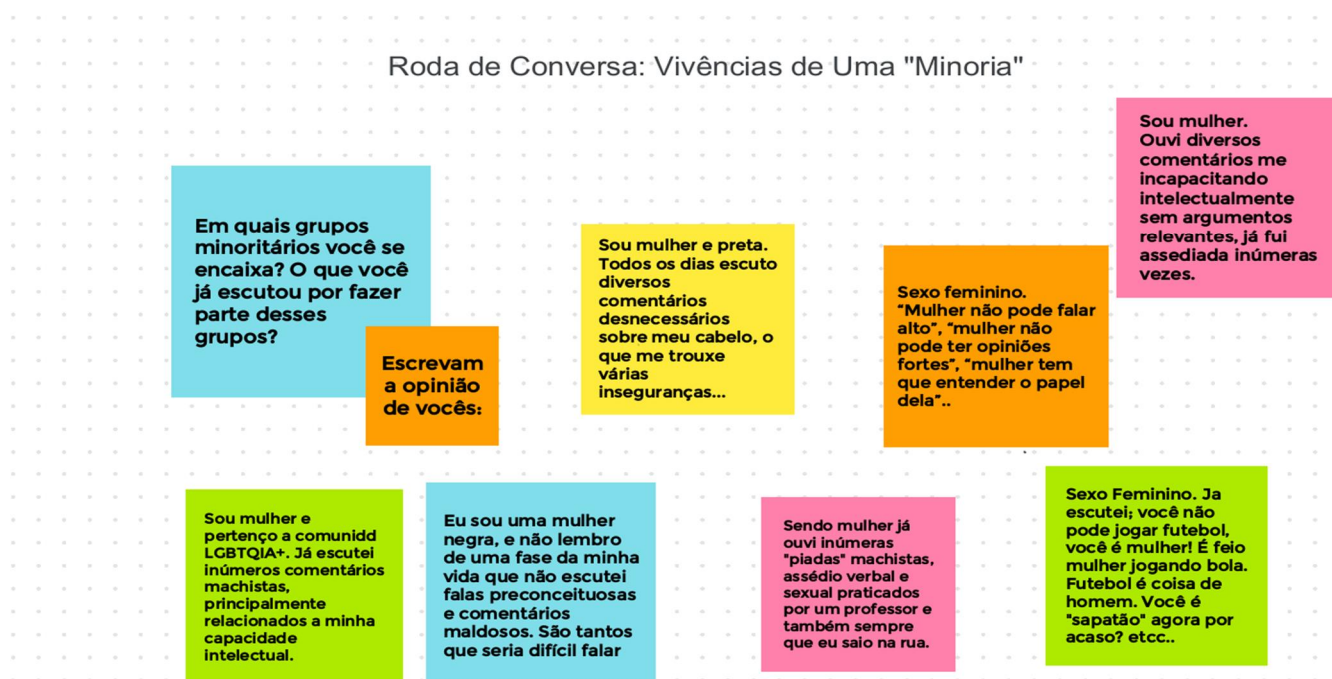 Roda de Conversa: Vivências de Uma "Minoria"
Em quais grupos
minoritários você se
encaixa? O que você
já escutou por fazer
parte desses
grupos?
Escrevam
a opinião
de vocês:
Sou mulher e preta.
Todos os dias escuto
diversos
comentários
desnecessários
sobre meu cabelo, o
que me trouxe
várias
inseguranças...
Sexo feminino.
“Mulher não pode falar
alto”, “mulher não
pode ter opiniões
fortes”, “mulher tem
que entender o papel
dela”..
Sou mulher.
Ouvi diversos
comentários me
incapacitando
intelectualmente
sem argumentos
relevantes, já fui
assediada inúmeras
vezes.
Sou mulher e
pertenço a comunidd
LGBTQIA+. Já escutei
inúmeros comentários
machistas,
principalmente
relacionados a minha
capacidade
intelectual.
Eu sou uma mulher
negra, e não lembro
de uma fase da minha
vida que não escutei
falas preconceituosas
e comentários
maldosos. São tantos
que seria difícil falar
Sendo mulher já
ouvi inúmeras
"piadas" machistas,
assédio verbal e
sexual praticados
por um professor e
também sempre
que eu saio na rua.
Sexo Feminino. Ja
escutei; você não
pode jogar futebol,
você é mulher! É feio
mulher jogando bola.
Futebol é coisa de
homem. Você é
"sapatão" agora por
acaso? etcc..